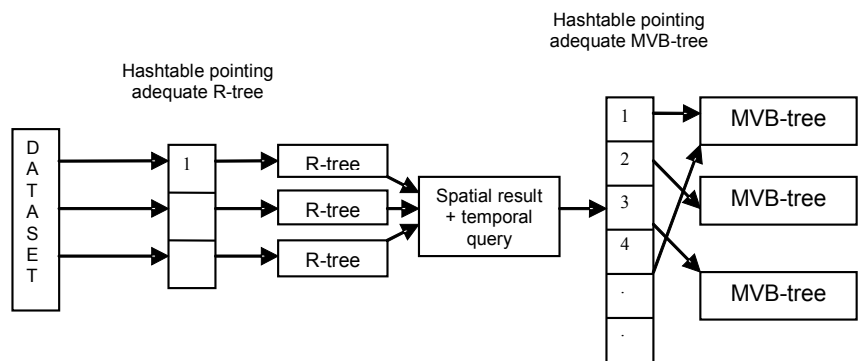 Hashtable pointing
adequate MVB-tree
Hashtable pointing
adequate R-tree
D
A
T
A
S
E
T
1
R-tree
R-tree
R-tree
Spatial result
+ temporal
query
1
2
3
4
.
.
MVB-tree
MVB-tree
MVB-tree